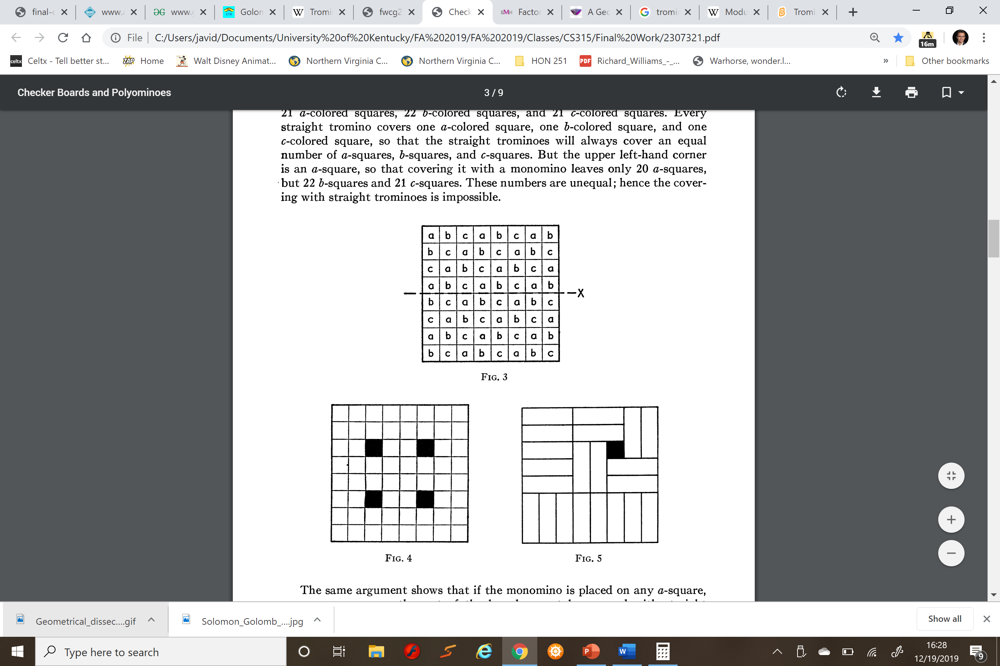 final-c
www.a
www.g
Golon
Tromi
fwcg2
Check
Factor
A Geo
tromi
Modu
Tromi
File
C:/Users/javid/Documents/University%20of%20Kentucky/FA%202019/FA%202019/Classes/CS315/Final%20Work/2307321.pdf
16m
celtx
Celtx - Tell better st...
ZAP
Home
Walt Disney Animat...
Northern Virginia C...
Northern Virginia C...
HON 251
PDF
Richard_Williams_-_...
Warhorse, wonder.l...
»
Other bookmarks
Checker Boards and Polyominoes
3 / 9
21 a-colored squares, 22 b-colored squares, and 21 c-colored squares. Every
straight tromino covers one a-colored square, one b-colored square, and one
c-colored square, so that the straight trominoes will always cover an equal
number of a-squares, b-squares, and c-squares. But the upper left-hand corner
is an a-square, so that covering it with a monomino leaves only 20 a-squares,
but 22 b-squares and 21 c-squares. These numbers are unequal; hence the cover-
ing with straight trominoes is impossible.
a b c a b c a b
b c a b c a b c
c a b c a b c a
a b c a b c a b
X
b c a b c a b c
c a b c a b c a
a b c a b c a b
b c a b c a b c
FIG. 3
FIG. 4
FIG. 5
The same argument shows that if the monomino is placed on any a-square,
Geometrical_dissec....gif
Solomon_Golomb_....jpg
Show all
Type here to search
16:28
12/19/2019
9